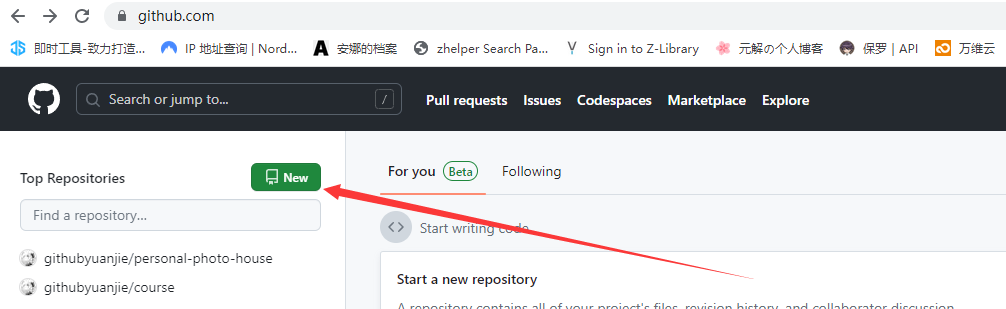 github.com
即时工具-致力打造... IP 地址查询 | Nord... 安娜的档案 zhelper Search Pa... Sign in to Z-Library 元解の个人博客 保罗 | API 万维云
Search or jump to... / Pull requests Issues Codespaces Marketplace Explore
Top Repositories New For you Beta Following
Find a repository...
Start writing code
githubyuanjie/personal-photo-house
githubyuanjie/course
Start a new repository
A repository contains all of your project's files, revision history, and collaborator discussion.